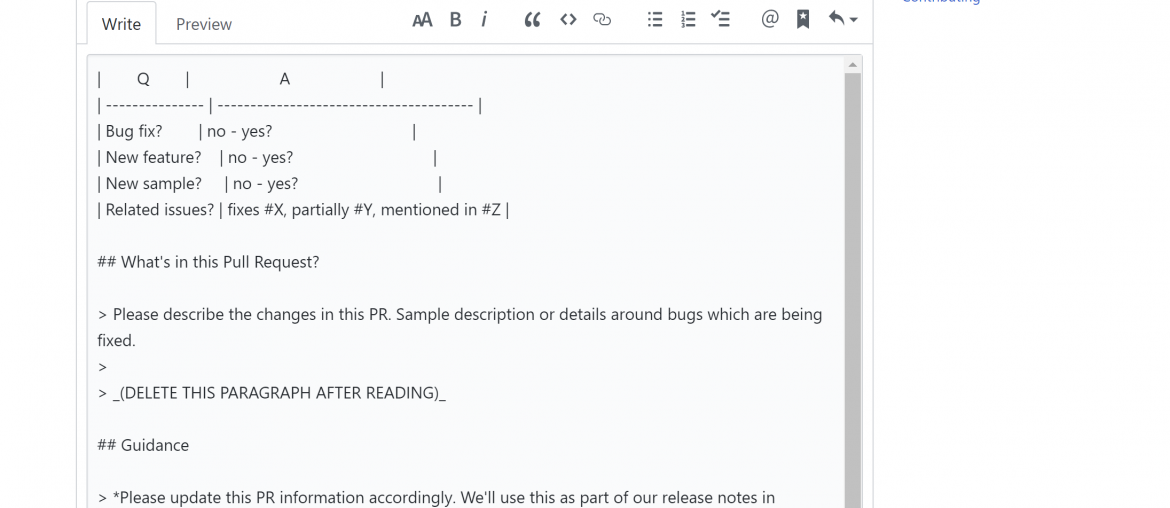 Contributing
Write Preview AA B i @
| Q | A |
| --------------- | --------------------------------------- |
| Bug fix? | no - yes? |
| New feature? | no - yes? |
| New sample? | no - yes? |
| Related issues? | fixes #X, partially #Y, mentioned in #Z |
## What's in this Pull Request?
> Please describe the changes in this PR. Sample description or details around bugs which are being
fixed.
>
> _(DELETE THIS PARAGRAPH AFTER READING)_
## Guidance
> *Please update this PR information accordingly. We'll use this as part of our release notes in